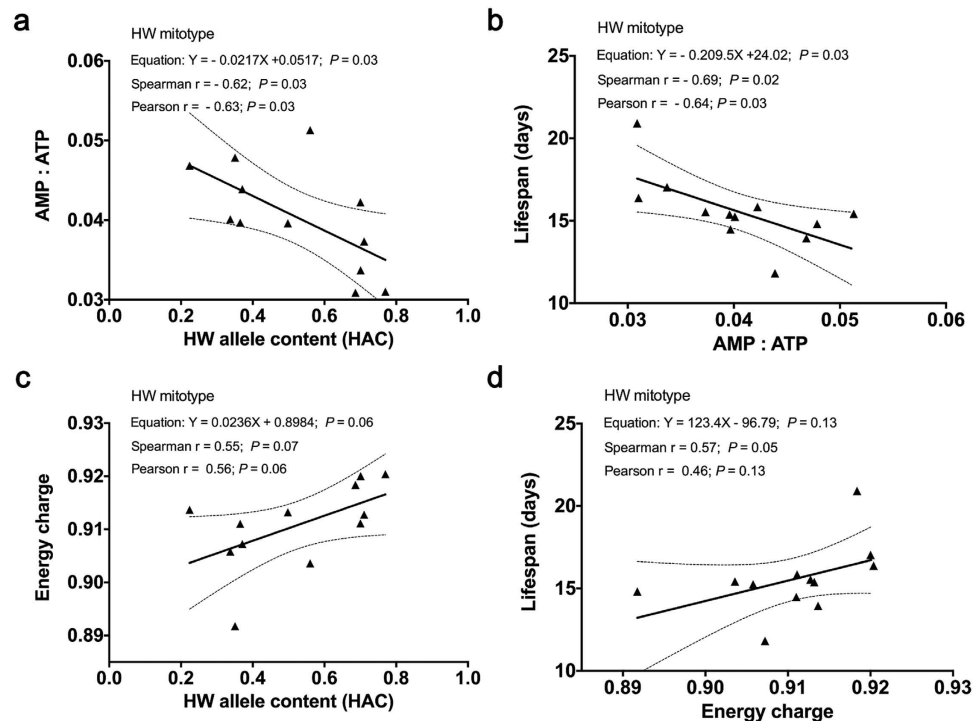 a
HW mitotype
Equation: Y = - 0.0217X +0.0517; P = 0.03
Spearman r = - 0.62; P = 0.03
Pearson r = - 0.63; P = 0.03
AMP : ATP
0.06
0.05
0.04
0.03
0.0 0.2 0.4 0.6 0.8 1.0
HW allele content (HAC)
b
HW mitotype
Equation: Y = - 0.209.5X +24.02; P = 0.03
Spearman r = - 0.69; P = 0.02
Pearson r = - 0.64; P = 0.03
Lifespan (days)
25
20
15
10
0.03 0.04 0.05 0.06
AMP : ATP
c
HW mitotype
Equation: Y = 0.0236X + 0.8984; P = 0.06
Spearman r = 0.55; P = 0.07
Pearson r = 0.56; P = 0.06
Energy charge
0.93
0.92
0.91
0.90
0.89
0.0 0.2 0.4 0.6 0.8 1.0
HW allele content (HAC)
d
HW mitotype
Equation: Y = 123.4X - 96.79; P = 0.13
Spearman r = 0.57; P = 0.05
Pearson r = 0.46; P = 0.13
Lifespan (days)
25
20
15
10
0.89 0.90 0.91 0.92 0.93
Energy charge